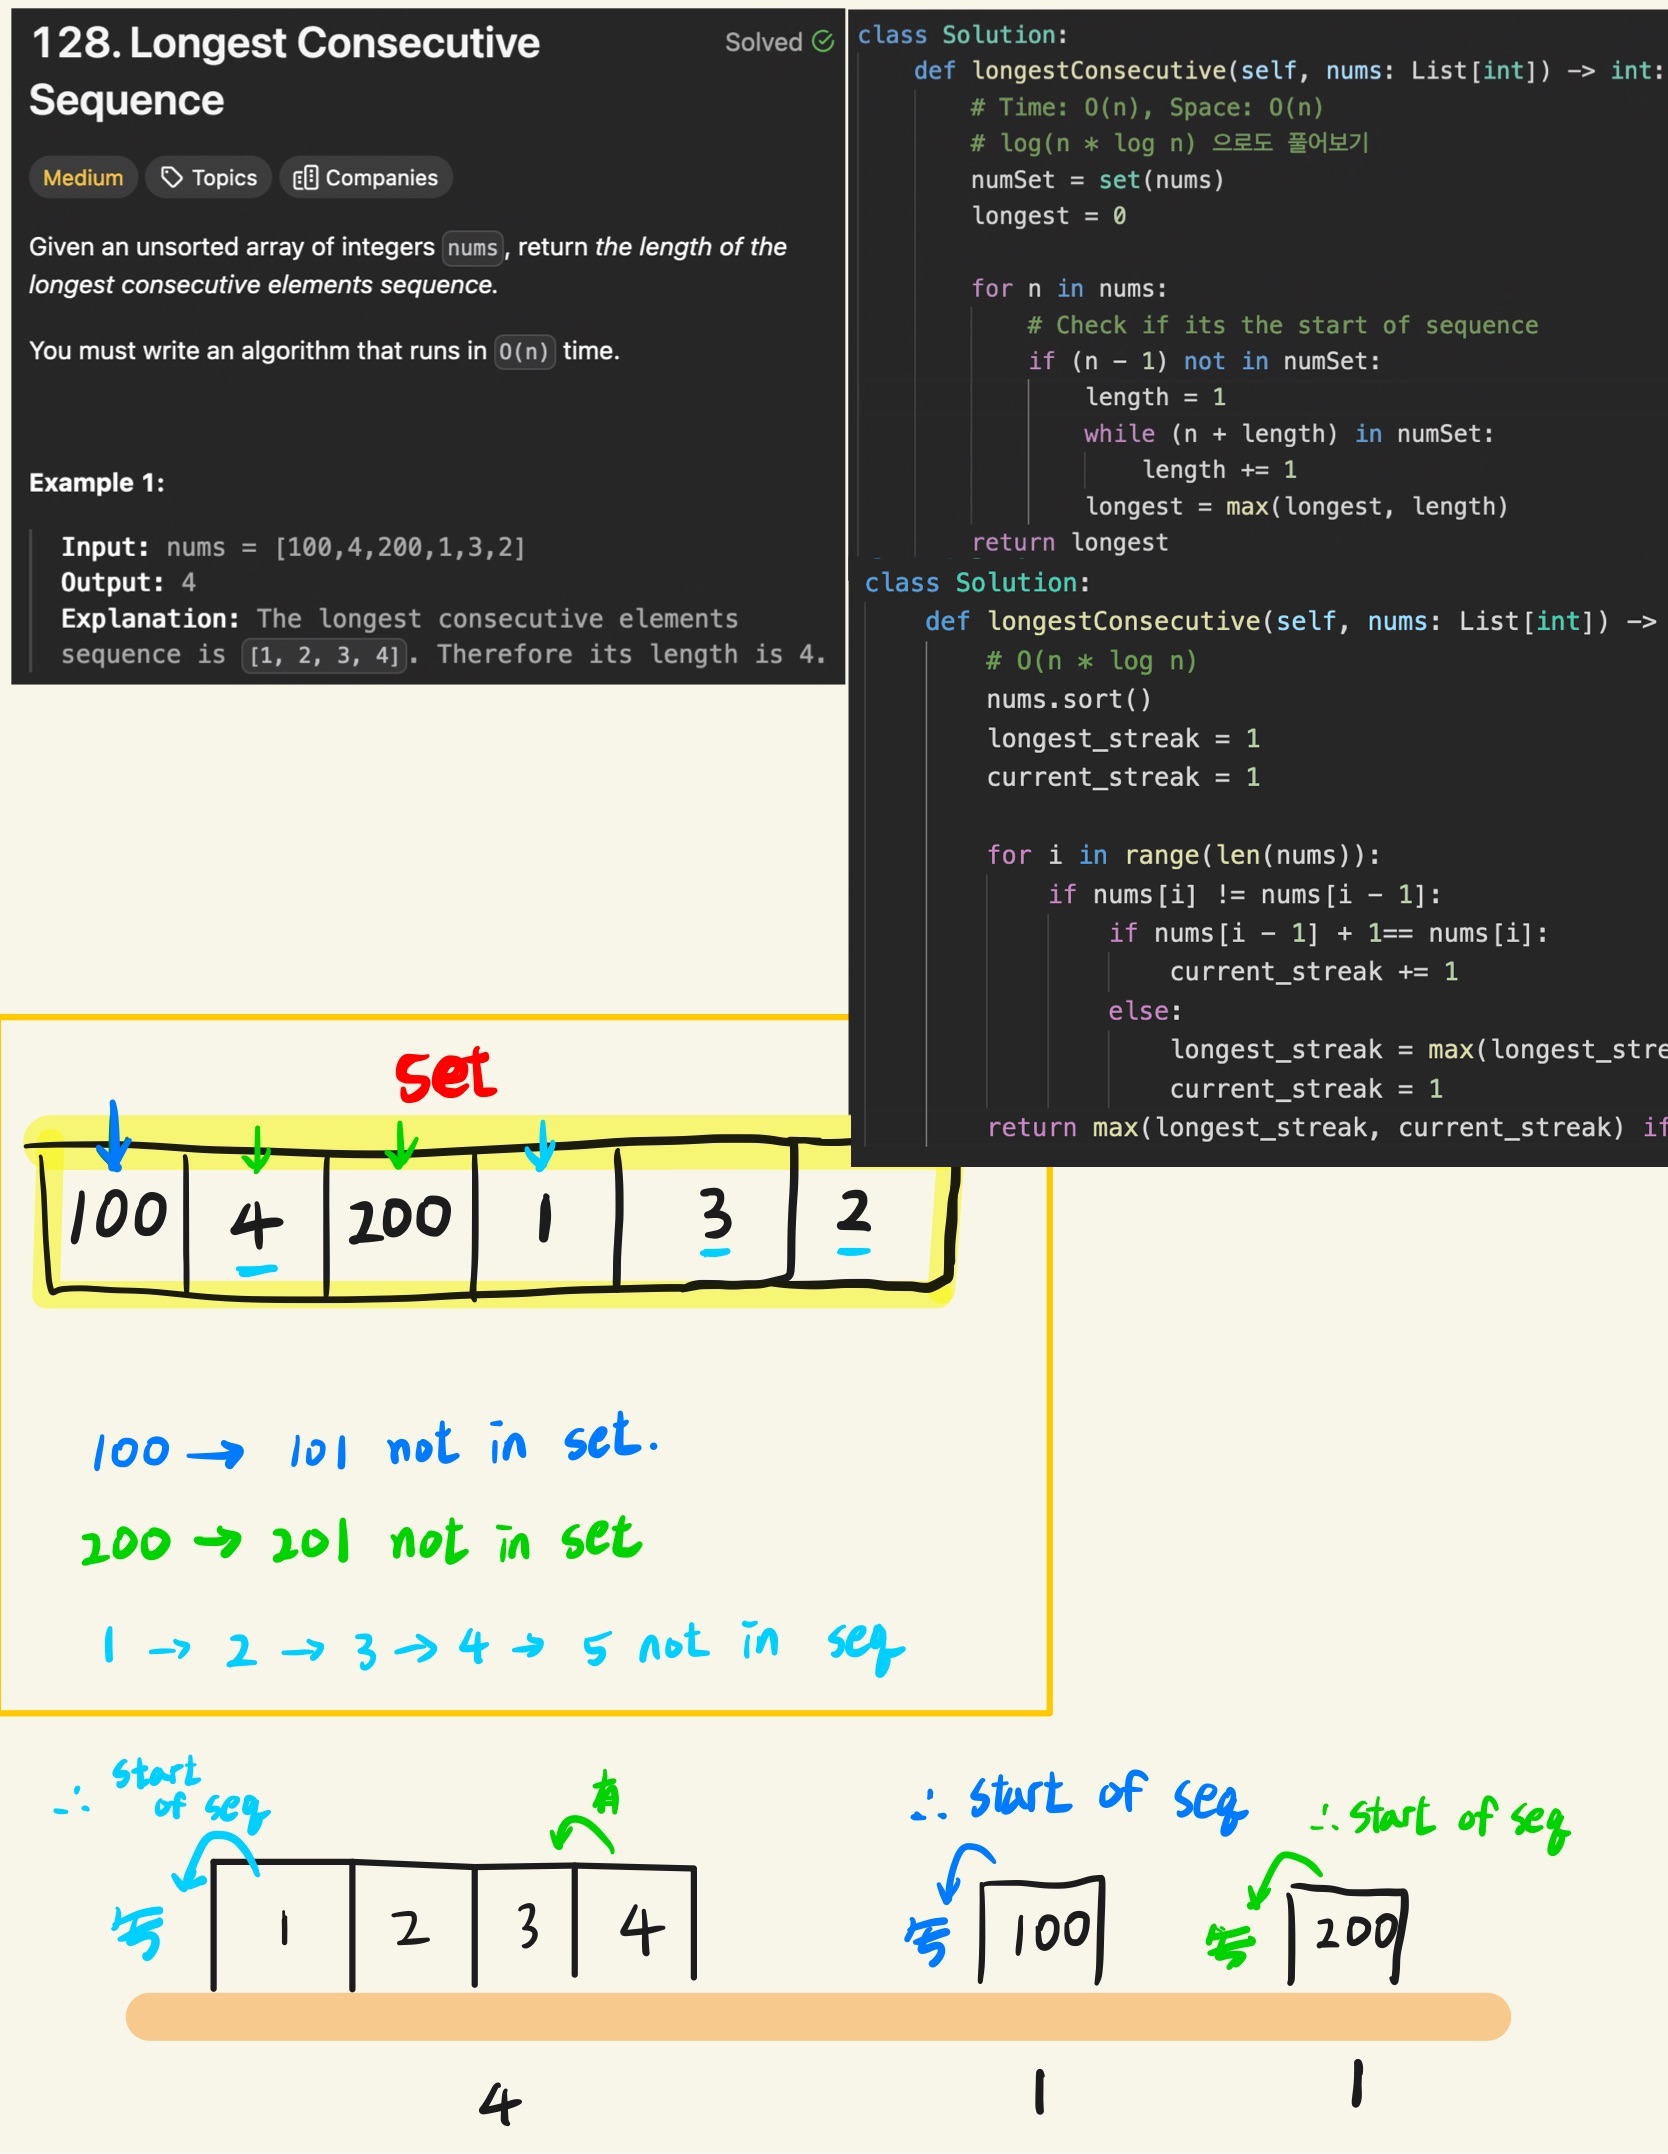 128. Longest Consecutive
Sequence
Solved
Medium
Topics
Companies
Given an unsorted array of integers nums, return the length of the
longest consecutive elements sequence.
You must write an algorithm that runs in O(n) time.
Example 1:
Input: nums = [100,4,200,1,3,2]
Output: 4
Explanation: The longest consecutive elements
sequence is [1, 2, 3, 4]. Therefore its length is 4.
class Solution:
def longestConsecutive(self, nums: List[int]) -> int:
# Time: O(n), Space: O(n)
# log(n * log n) 으로도 풀어보기
numSet = set(nums)
longest = 0
for n in nums:
# Check if its the start of sequence
if (n - 1) not in numSet:
length = 1
while (n + length) in numSet:
length += 1
longest = max(longest, length)
return longest
class Solution:
def longestConsecutive(self, nums: List[int]) ->
# O(n * log n)
nums.sort()
longest_streak = 1
current_streak = 1
for i in range(len(nums)):
if nums[i] != nums[i - 1]:
if nums[i - 1] + 1== nums[i]:
current_streak += 1
else:
longest_streak = max(longest_stre
current_streak = 1
return max(longest_streak, current_streak) if
set
100 4 200 1 3 2
100 → 101 not in set.
200 → 201 not in set
1 → 2 → 3 → 4 → 5 not in seq
∴ start
of seq
有
∴ start of seq
∴ start of seq
1 2 3 4
100
200
4
1
1